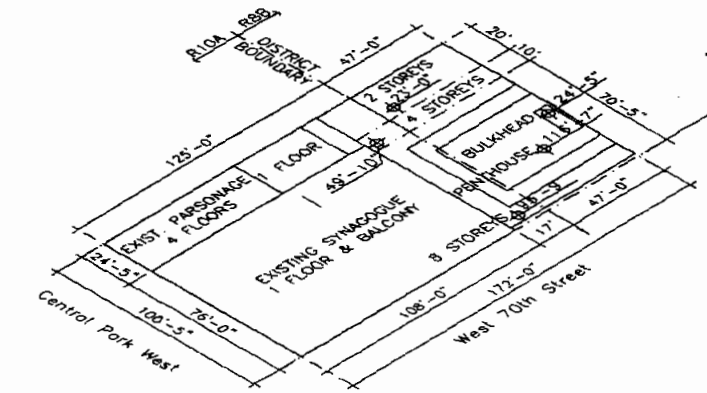 R10A R8B
DISTRICT
BOUNDARY
47'-0"
20' 10'
2 STOREYS
23'-0"
4 STOREYS
24'-5"
70'-5"
BULKHEAD
PENTHOUSE
125'-0"
1 FLOOR
49'-10"
EXIST. PARSONAGE
4 FLOORS
EXISTING SYNAGOGUE
1 FLOOR & BALCONY
8 STOREYS
17'
47'-0"
24'-5"
76'-0"
100'-5"
108'-0"
172'-0"
Central Park West
West 70th Street